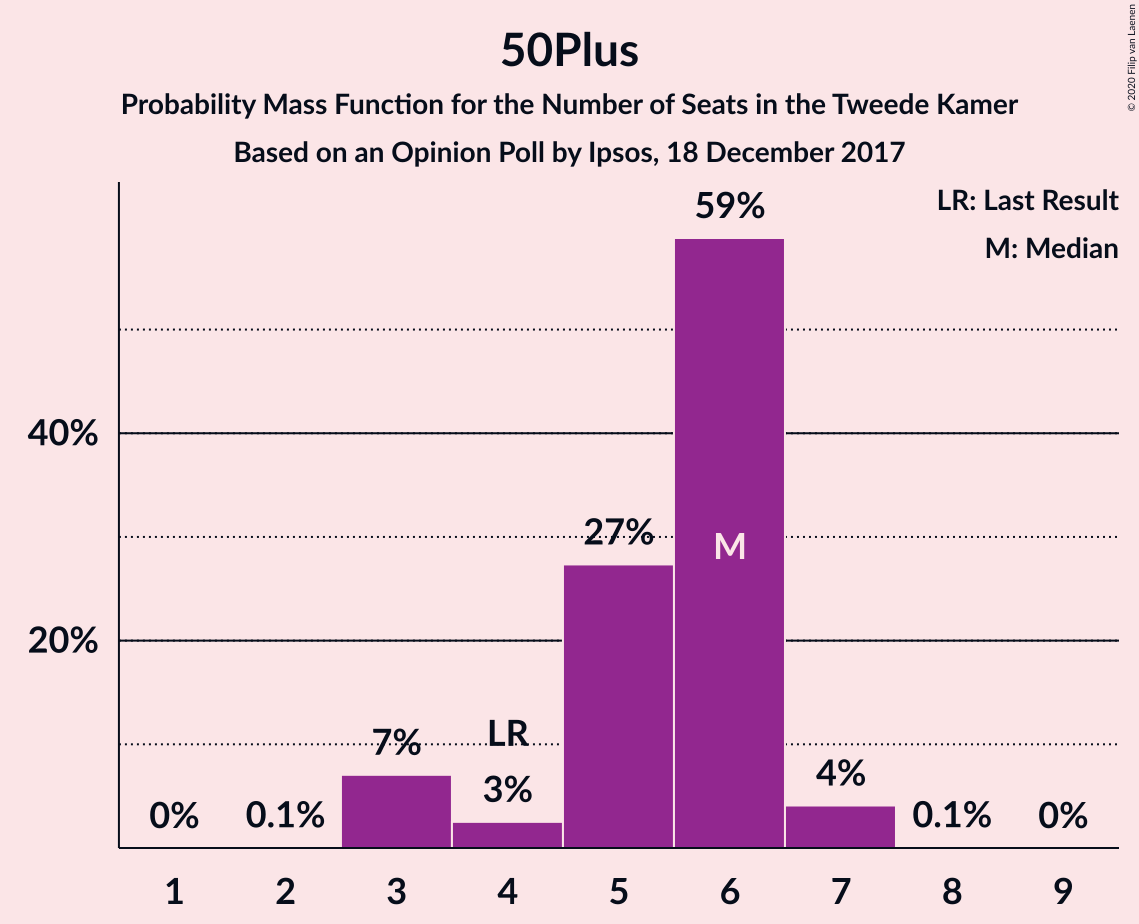 50Plus
Probability Mass Function for the Number of Seats in the Tweede Kamer
Based on an Opinion Poll by Ipsos, 18 December 2017
© 2020 Filip van Laenen
LR: Last Result
M: Median
59%
40%
27%
M
20%
LR
7%
3%
4%
0%
0.1%
0.1%
0%
1 2 3 4 5 6 7 8 9